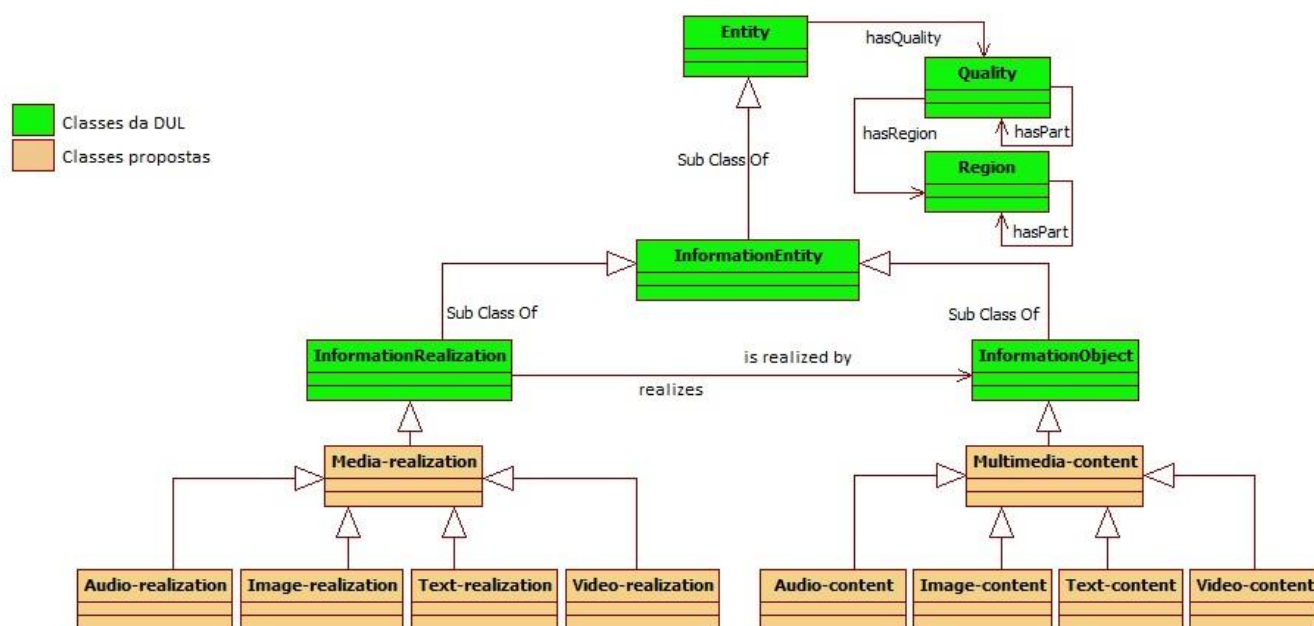 Entity
hasQuality
Quality
hasPart
hasRegion
Region
hasPart
Classes da DUL
Classes propostas
Sub Class Of
InformationEntity
Sub Class Of
Sub Class Of
InformationRealization
is realized by
realizes
InformationObject
Media-realization
Multimedia-content
Audio-realization
Image-realization
Text-realization
Video-realization
Audio-content
Image-content
Text-content
Video-content